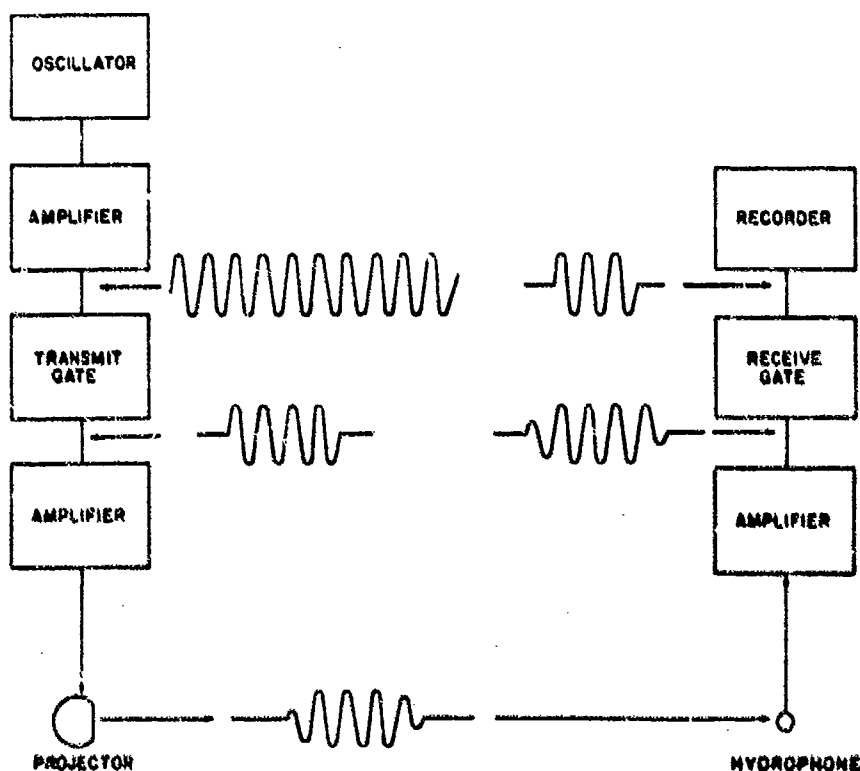 OSCILLATOR
AMPLIFIER
TRANSMIT
GATE
AMPLIFIER
PROJECTOR
RECORDER
RECEIVE
GATE
AMPLIFIER
HYDROPHONE